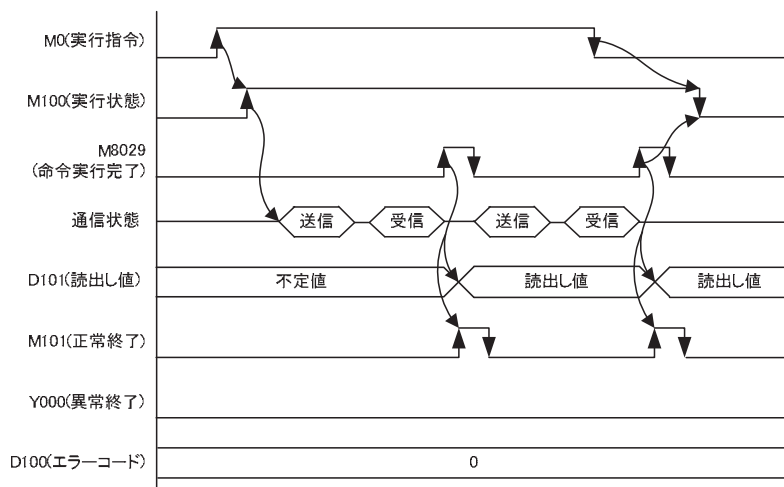 M0(実行指令)
M100(実行状態)
M8029
(命令実行完了)
通信状態 送信 受信 送信 受信
D101(読出し値) 不定値 読出し値 読出し値
M101(正常終了)
Y000(異常終了)
D100(エラーコード) 0